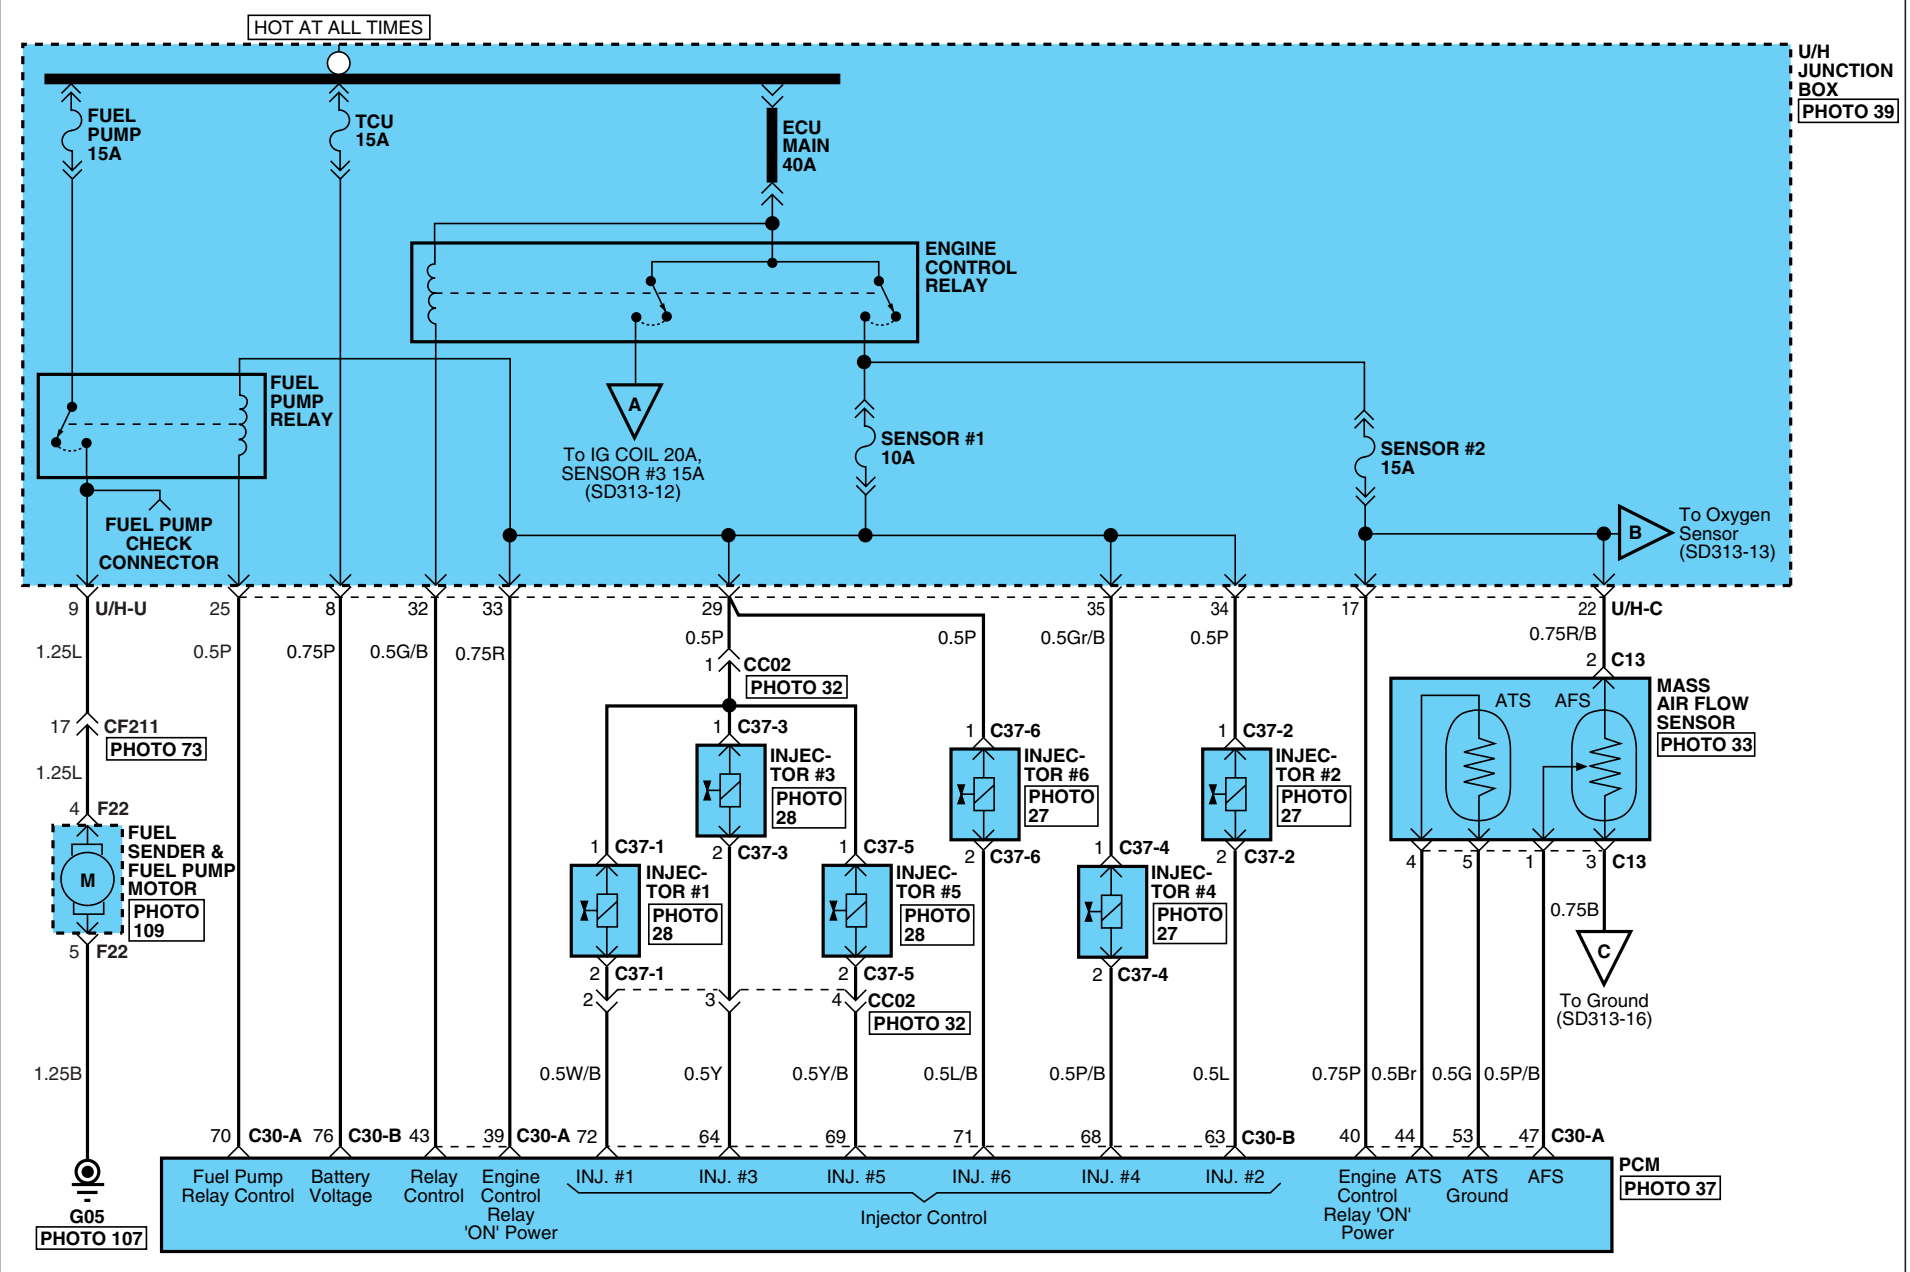 HOT AT ALL TIMES
U/H
JUNCTION
BOX
PHOTO 39
FUEL
PUMP
15A
TCU
15A
ECU
MAIN
40A
ENGINE
CONTROL
RELAY
FUEL
PUMP
RELAY
A
To IG COIL 20A,
SENSOR #3 15A
(SD313-12)
SENSOR #1
10A
SENSOR #2
15A
FUEL PUMP
CHECK
CONNECTOR
B
To Oxygen
Sensor
(SD313-13)
9 U/H-U 25 8 32 33 29 35 34 17 22 U/H-C
1.25L 0.5P 0.75P 0.5G/B 0.75R 0.5P 0.5P 0.5Gr/B 0.5P 0.75R/B
1 CC02
PHOTO 32
2 C13
MASS
AIR FLOW
SENSOR
PHOTO 33
ATS AFS
17 CF211
PHOTO 73
1.25L
1 C37-3
INJEC-
TOR #3
PHOTO
28
2 C37-3
1 C37-6
INJEC-
TOR #6
PHOTO
27
2 C37-6
1 C37-2
INJEC-
TOR #2
PHOTO
27
2 C37-2
4 F22
FUEL
SENDER &
FUEL PUMP
MOTOR
PHOTO
109
M
5 F22
1 C37-1
INJEC-
TOR #1
PHOTO
28
2 C37-1
1 C37-5
INJEC-
TOR #5
PHOTO
28
2 C37-5
1 C37-4
INJEC-
TOR #4
PHOTO
27
2 C37-4
4 5 1 3 C13
0.75B
C
To Ground
(SD313-16)
2 3 4 CC02
PHOTO 32
1.25B 0.5W/B 0.5Y 0.5Y/B 0.5L/B 0.5P/B 0.5L 0.75P 0.5Br 0.5G 0.5P/B
70 C30-A 76 C30-B 43 39 C30-A 72 64 69 71 68 63 C30-B 40 44 53 47 C30-A
Fuel Pump
Relay Control
Battery
Voltage
Relay
Control
Engine
Control
Relay
'ON' Power
INJ. #1 INJ. #3 INJ. #5 INJ. #6 INJ. #4 INJ. #2
Injector Control
Engine
Control
Relay 'ON'
Power
ATS
ATS
Ground
AFS
PCM
PHOTO 37
G05
PHOTO 107